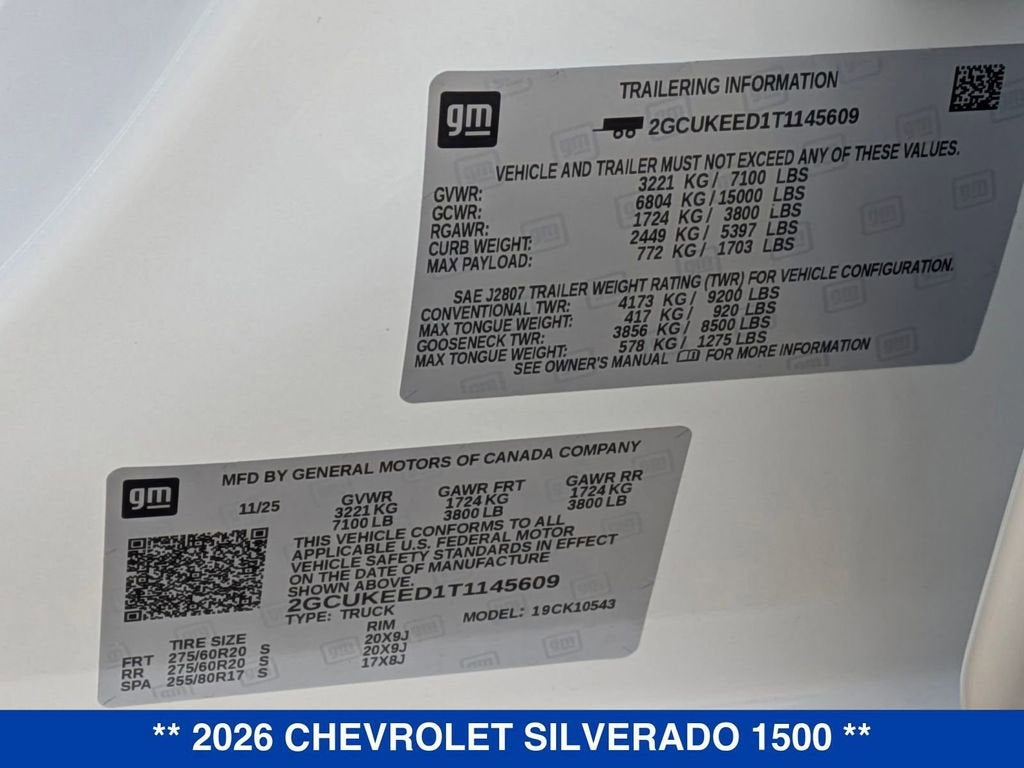 gm
TRAILERING INFORMATION
2GCUKEED1T1145609
VEHICLE AND TRAILER MUST NOT EXCEED ANY OF THESE VALUES.
GVWR: 3221 KG / 7100 LBS
GCWR: 6804 KG / 15000 LBS
RGAWR: 1724 KG / 3800 LBS
CURB WEIGHT: 2449 KG / 5397 LBS
MAX PAYLOAD: 772 KG / 1703 LBS
SAE J2807 TRAILER WEIGHT RATING (TWR) FOR VEHICLE CONFIGURATION.
CONVENTIONAL TWR: 4173 KG / 9200 LBS
MAX TONGUE WEIGHT: 417 KG / 920 LBS
GOOSENECK TWR: 3856 KG / 8500 LBS
MAX TONGUE WEIGHT: 578 KG / 1275 LBS
SEE OWNER'S MANUAL FOR MORE INFORMATION
gm
MFD BY GENERAL MOTORS OF CANADA COMPANY
11/25 GVWR GAWR FRT GAWR RR
3221 KG 1724 KG 1724 KG
7100 LB 3800 LB 3800 LB
THIS VEHICLE CONFORMS TO ALL
APPLICABLE U.S. FEDERAL MOTOR
VEHICLE SAFETY STANDARDS IN EFFECT
ON THE DATE OF MANUFACTURE
SHOWN ABOVE.
2GCUKEED1T1145609
TYPE: TRUCK MODEL: 19CK10543
TIRE SIZE RIM
FRT 275/60R20 S 20X9J
RR 275/60R20 S 20X9J
SPA 255/80R17 S 17X8J
** 2026 CHEVROLET SILVERADO 1500 **